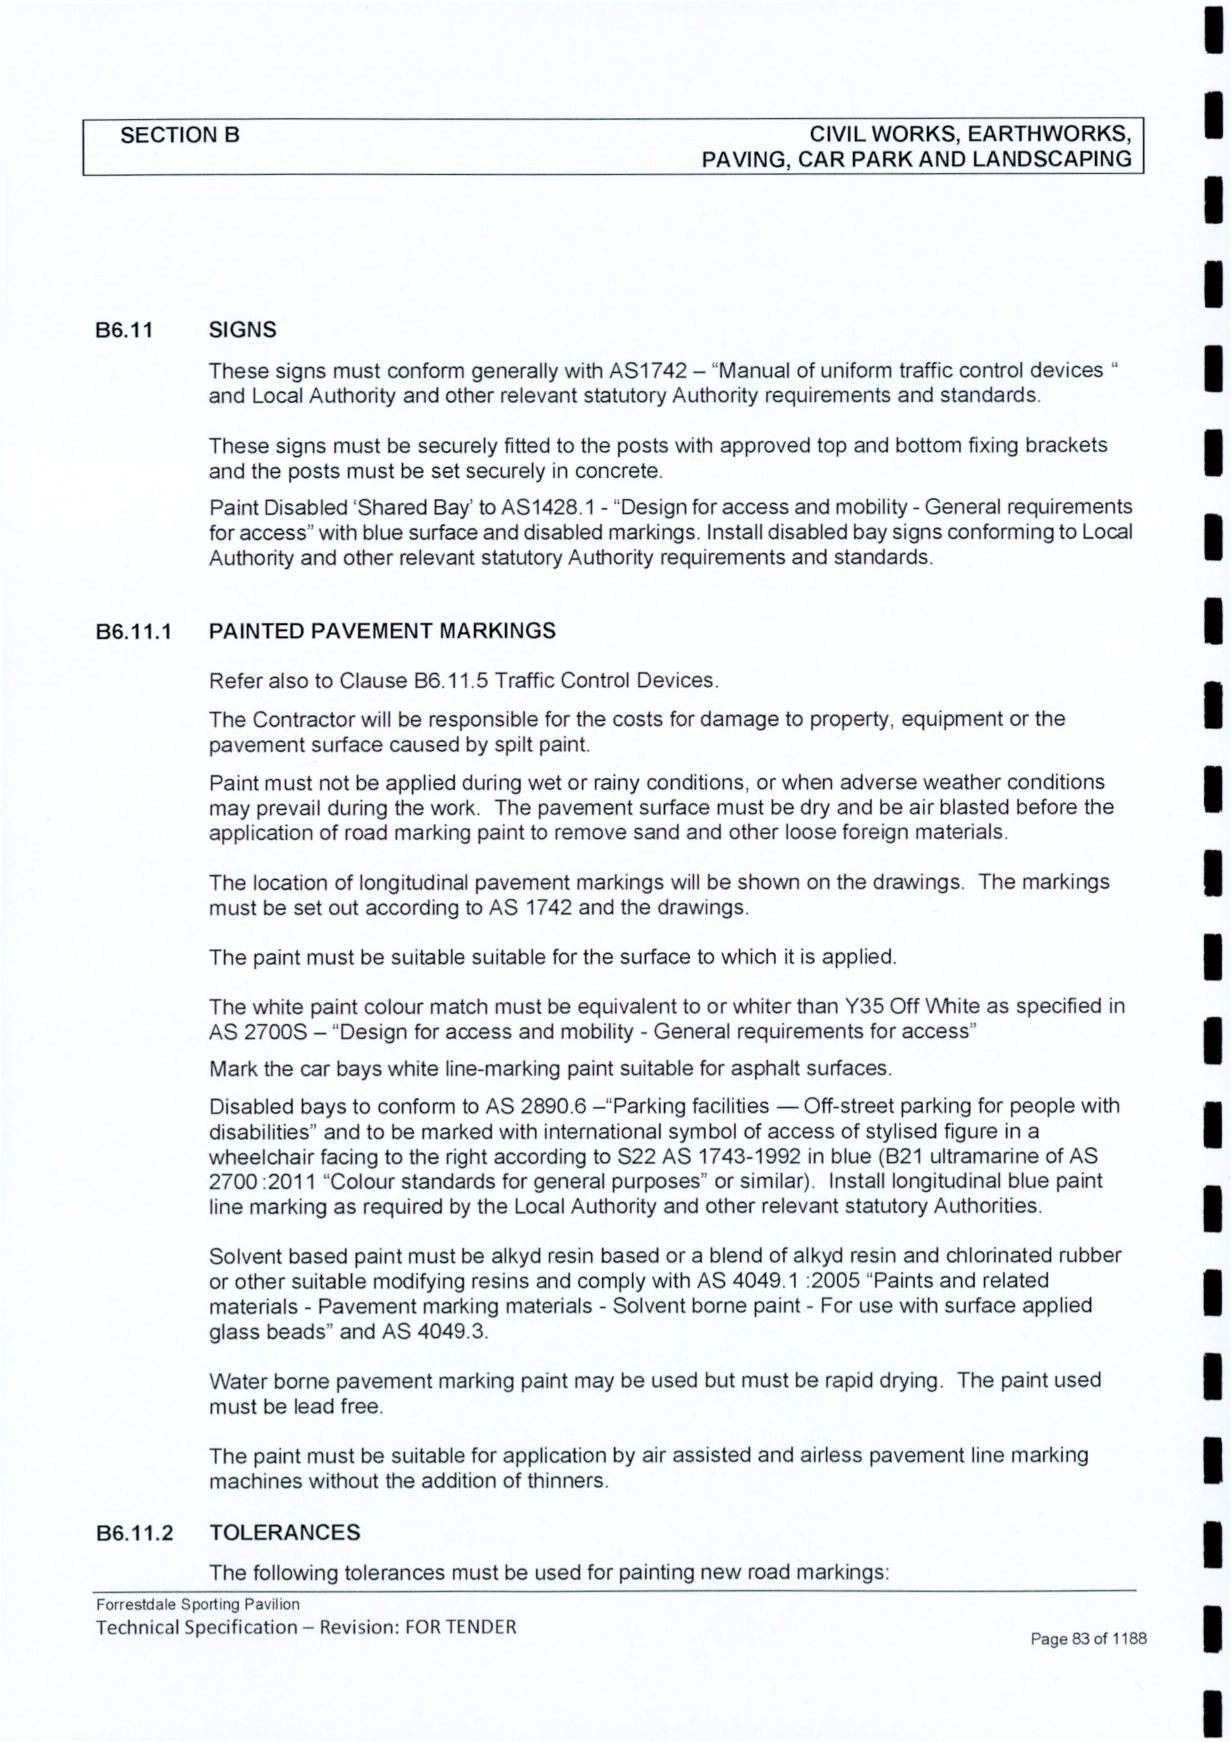 SECTION B
CIVIL WORKS, EARTHWORKS,
PAVING, CAR PARK AND LANDSCAPING
B6.11 SIGNS
These signs must conform generally with AS1742 – “Manual of uniform traffic control devices “
and Local Authority and other relevant statutory Authority requirements and standards.
These signs must be securely fitted to the posts with approved top and bottom fixing brackets
and the posts must be set securely in concrete.
Paint Disabled ‘Shared Bay’ to AS1428.1 - “Design for access and mobility - General requirements
for access” with blue surface and disabled markings. Install disabled bay signs conforming to Local
Authority and other relevant statutory Authority requirements and standards.
B6.11.1 PAINTED PAVEMENT MARKINGS
Refer also to Clause B6.11.5 Traffic Control Devices.
The Contractor will be responsible for the costs for damage to property, equipment or the
pavement surface caused by spilt paint.
Paint must not be applied during wet or rainy conditions, or when adverse weather conditions
may prevail during the work. The pavement surface must be dry and be air blasted before the
application of road marking paint to remove sand and other loose foreign materials.
The location of longitudinal pavement markings will be shown on the drawings. The markings
must be set out according to AS 1742 and the drawings.
The paint must be suitable suitable for the surface to which it is applied.
The white paint colour match must be equivalent to or whiter than Y35 Off White as specified in
AS 2700S – “Design for access and mobility - General requirements for access”
Mark the car bays white line-marking paint suitable for asphalt surfaces.
Disabled bays to conform to AS 2890.6 –“Parking facilities — Off-street parking for people with
disabilities” and to be marked with international symbol of access of stylised figure in a
wheelchair facing to the right according to S22 AS 1743-1992 in blue (B21 ultramarine of AS
2700 :2011 “Colour standards for general purposes” or similar). Install longitudinal blue paint
line marking as required by the Local Authority and other relevant statutory Authorities.
Solvent based paint must be alkyd resin based or a blend of alkyd resin and chlorinated rubber
or other suitable modifying resins and comply with AS 4049.1 :2005 “Paints and related
materials - Pavement marking materials - Solvent borne paint - For use with surface applied
glass beads” and AS 4049.3.
Water borne pavement marking paint may be used but must be rapid drying. The paint used
must be lead free.
The paint must be suitable for application by air assisted and airless pavement line marking
machines without the addition of thinners.
B6.11.2 TOLERANCES
The following tolerances must be used for painting new road markings:
Forrestdale Sporting Pavilion
Technical Specification – Revision: FOR TENDER
Page 83 of 1188